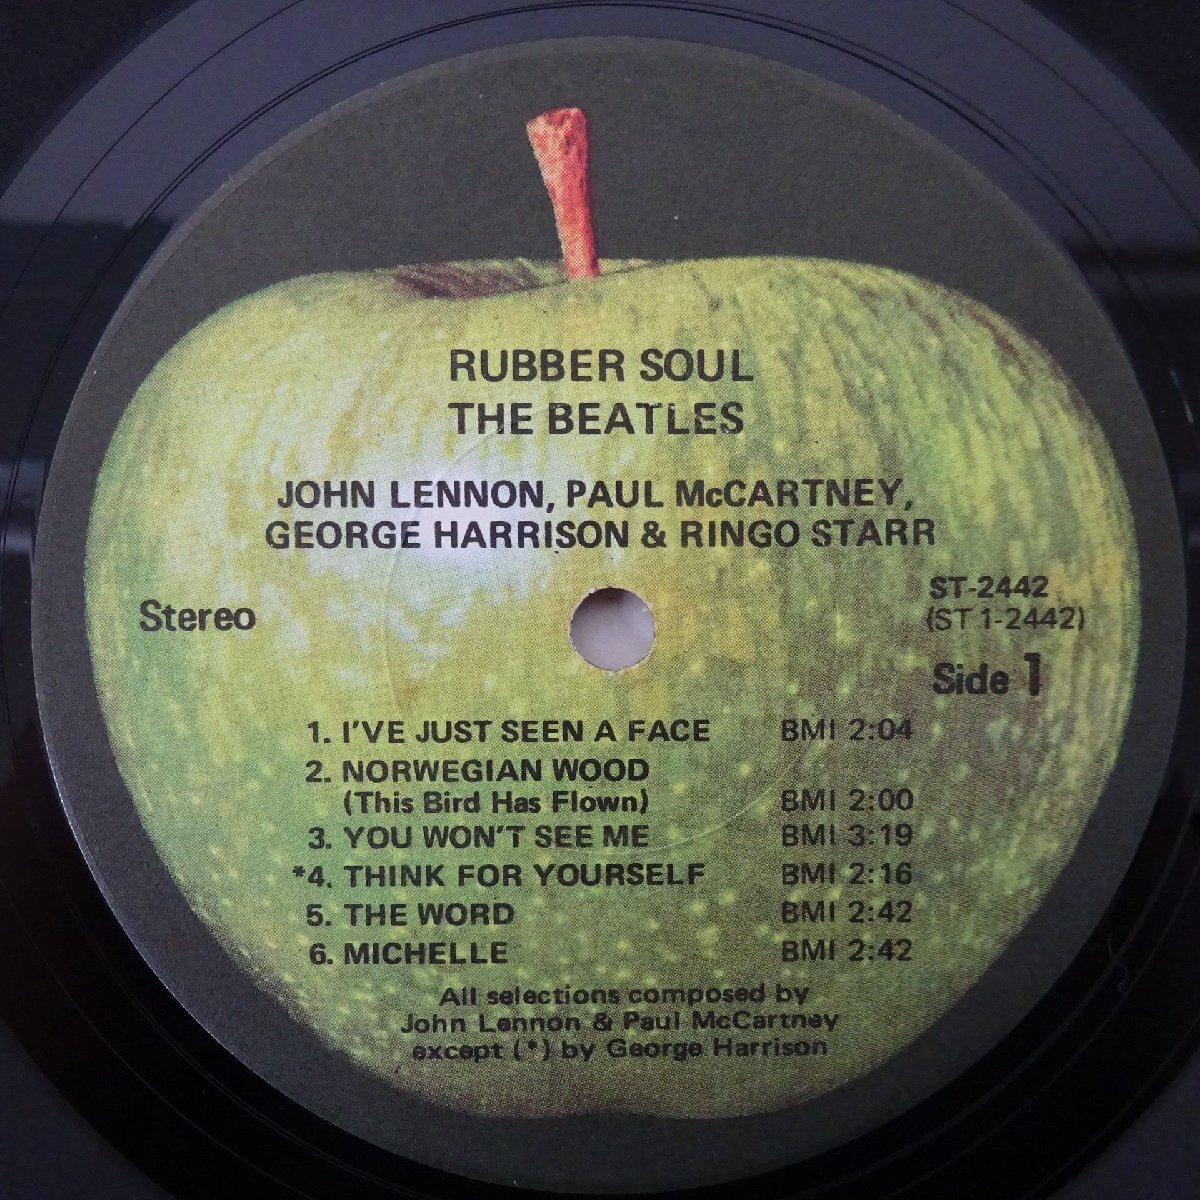 RUBBER SOUL
THE BEATLES
JOHN LENNON, PAUL McCARTNEY,
GEORGE HARRISON & RINGO STARR
Stereo
ST-2442
(ST 1-2442)
Side 1
1. I'VE JUST SEEN A FACE BMI 2:04
2. NORWEGIAN WOOD
(This Bird Has Flown) BMI 2:00
3. YOU WON'T SEE ME BMI 3:19
*4. THINK FOR YOURSELF BMI 2:16
5. THE WORD BMI 2:42
6. MICHELLE BMI 2:42
All selections composed by
John Lennon & Paul McCartney
except (*) by George Harrison